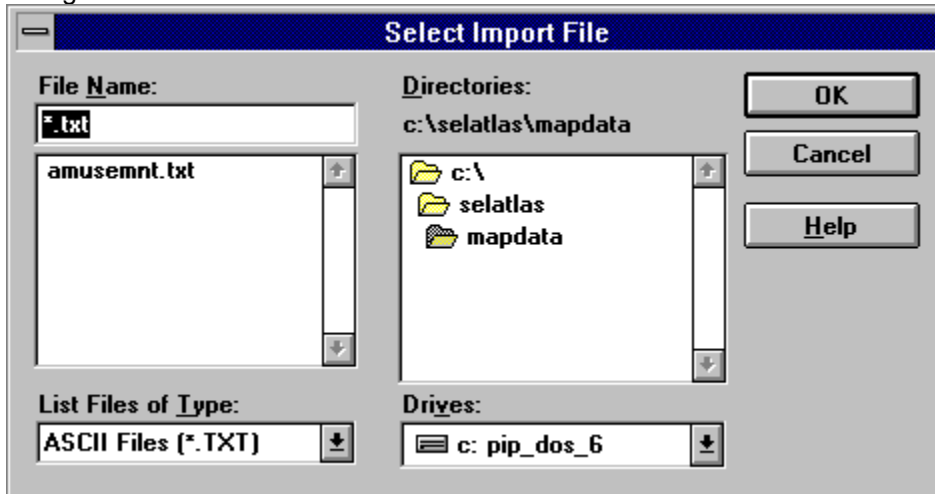 Select Import File
File Name:
*.txt
amusemnt.txt
List Files of Type:
ASCII Files (*.TXT)
Directories:
c:\selatlas\mapdata
c:\
selatlas
mapdata
Drives:
c: pip_dos_6
OK
Cancel
Help